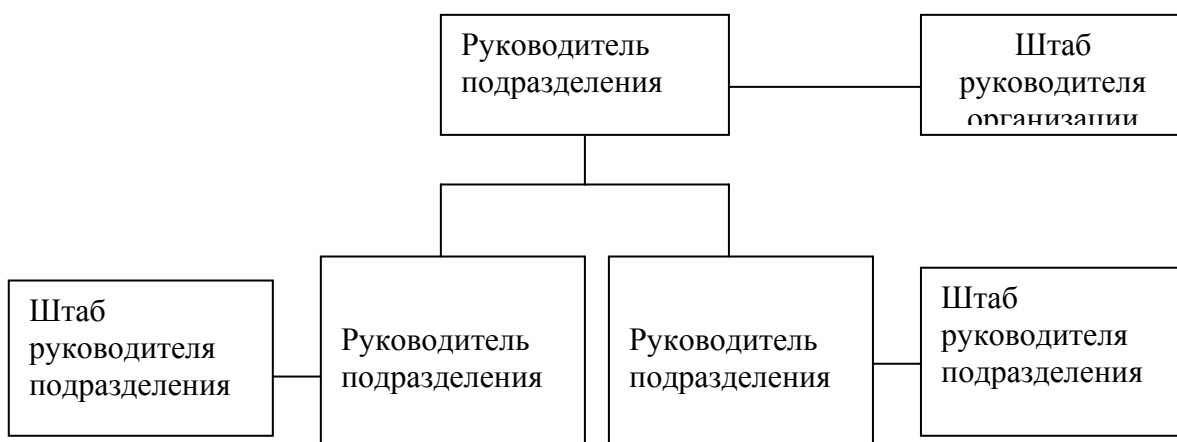 Руководитель
подразделения
Штаб
руководителя
организации
Штаб
руководителя
подразделения
Руководитель
подразделения
Руководитель
подразделения
Штаб
руководителя
подразделения